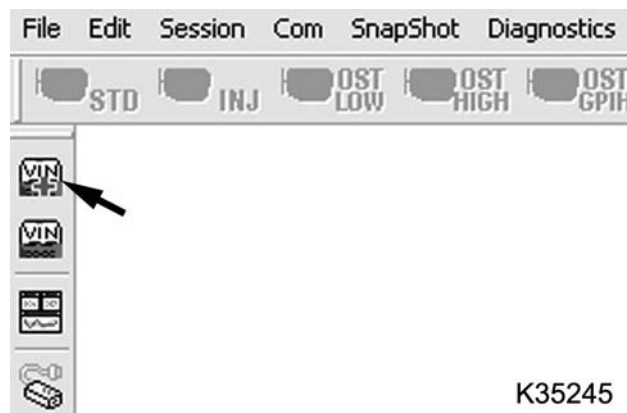 File Edit Session Com SnapShot Diagnostics
STD INJ OST LOW OST HIGH OST GPIH
VIN
VIN
K35245